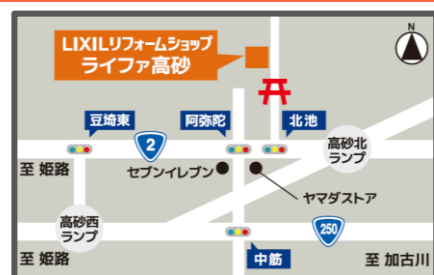 LIXILリフォームショップ
ライファ高砂
N
豆崎東
阿弥陀
北池
2
高砂北
ランプ
至 姫路
セブンイレブン
ヤマダストア
高砂西
ランプ
250
至 姫路
中筋
至 加古川